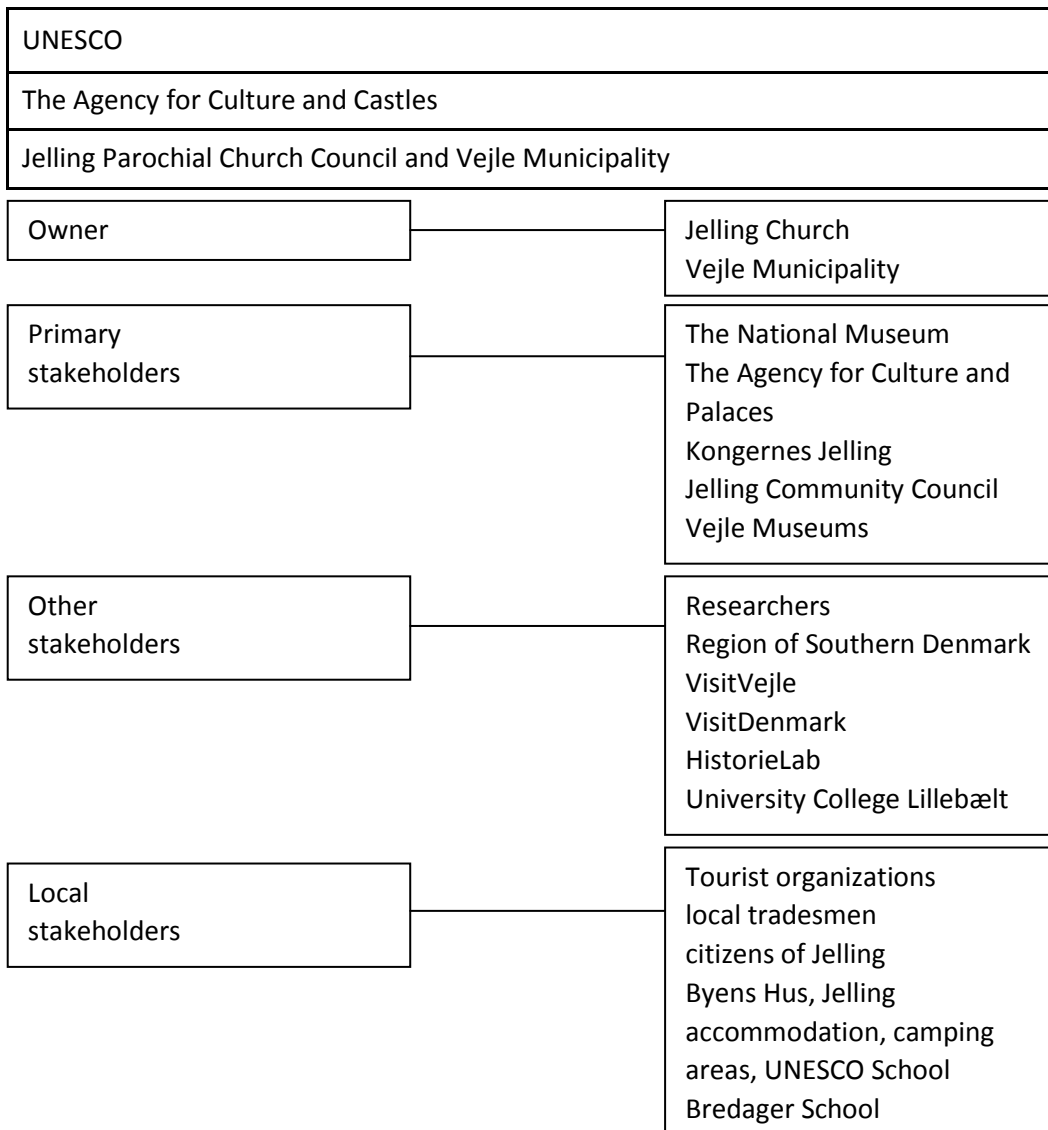 UNESCO
The Agency for Culture and Castles
Jelling Parochial Church Council and Vejle Municipality
Owner
Jelling Church
Vejle Municipality
Primary
stakeholders
The National Museum
The Agency for Culture and
Palaces
Kongernes Jelling
Jelling Community Council
Vejle Museums
Other
stakeholders
Researchers
Region of Southern Denmark
VisitVejle
VisitDenmark
HistorieLab
University College Lillebælt
Local
stakeholders
Tourist organizations
local tradesmen
citizens of Jelling
Byens Hus, Jelling
accommodation, camping
areas, UNESCO School
Bredager School